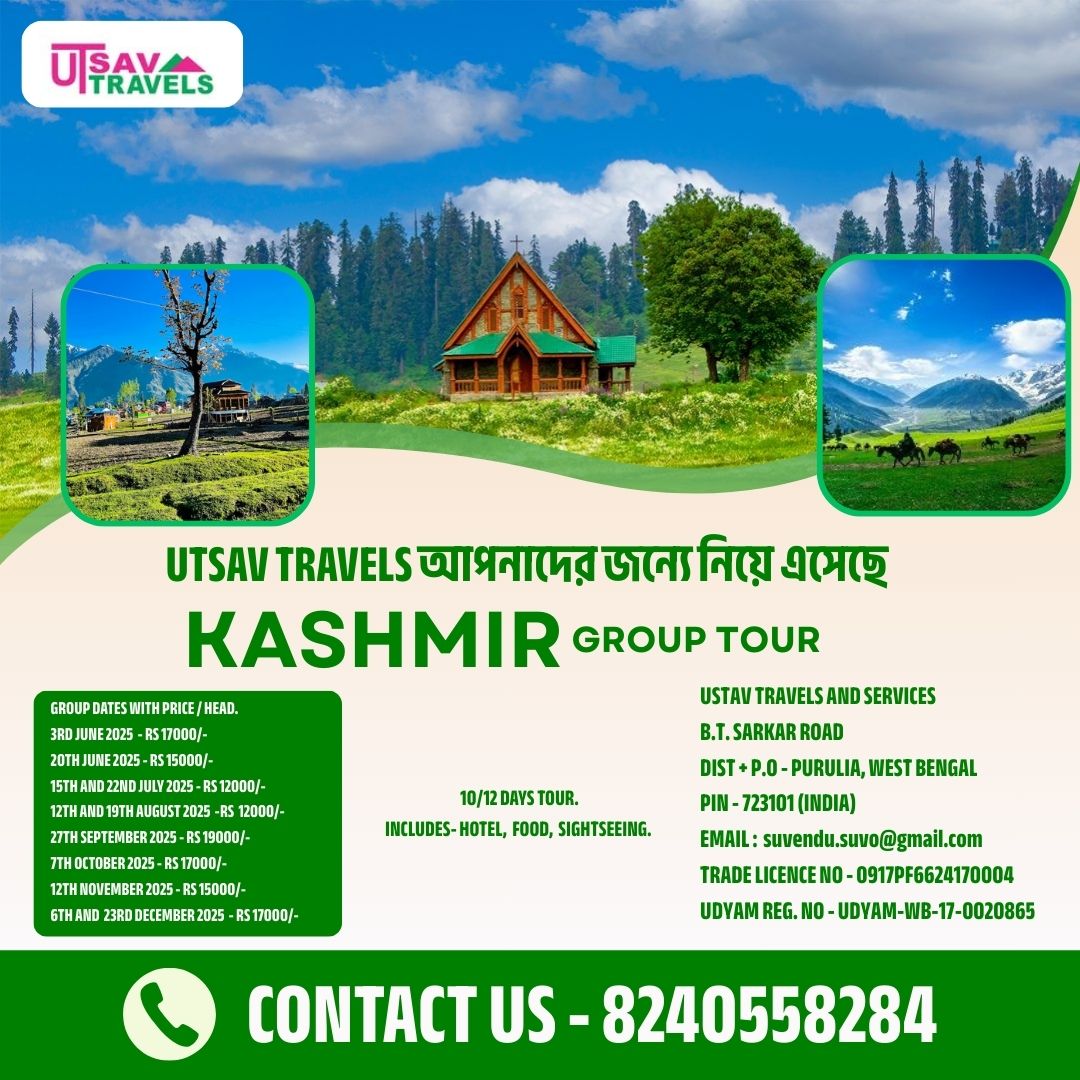 UTSAV
TRAVELS
UTSAV TRAVELS আপনাদের জন্যে নিয়ে এসেছে
KASHMIR GROUP TOUR
GROUP DATES WITH PRICE / HEAD.
3RD JUNE 2025 - RS 17000/-
20TH JUNE 2025 - RS 15000/-
15TH AND 22ND JULY 2025 - RS 12000/-
12TH AND 19TH AUGUST 2025 -RS 12000/-
27TH SEPTEMBER 2025 - RS 19000/-
7TH OCTOBER 2025 - RS 17000/-
12TH NOVEMBER 2025 - RS 15000/-
6TH AND 23RD DECEMBER 2025 - RS 17000/-
10/12 DAYS TOUR.
INCLUDES- HOTEL, FOOD, SIGHTSEEING.
USTAV TRAVELS AND SERVICES
B.T. SARKAR ROAD
DIST + P.O - PURULIA, WEST BENGAL
PIN - 723101 (INDIA)
EMAIL : suvendu.suvo@gmail.com
TRADE LICENCE NO - 0917PF6624170004
UDYAM REG. NO - UDYAM-WB-17-0020865
CONTACT US - 8240558284